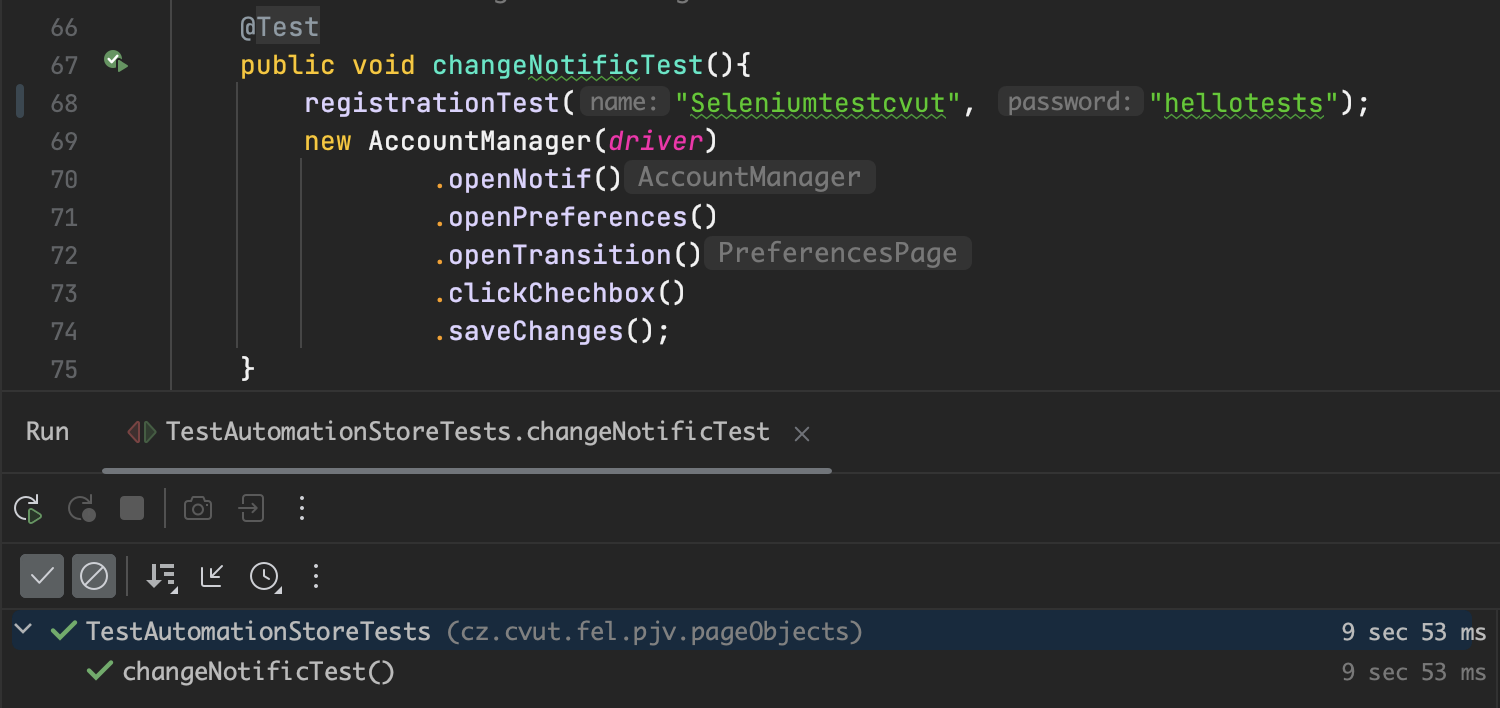 66 @Test
67 public void changeNotificTest(){
68 registrationTest( name: "Seleniumtestcvut", password: "hellotests");
69 new AccountManager(driver)
70 .openNotif() AccountManager
71 .openPreferences()
72 .openTransition() PreferencesPage
73 .clickChechbox()
74 .saveChanges();
75 }
Run TestAutomationStoreTests.changeNotificTest
TestAutomationStoreTests (cz.cvut.fel.pjv.pageObjects) 9 sec 53 ms
changeNotificTest() 9 sec 53 ms